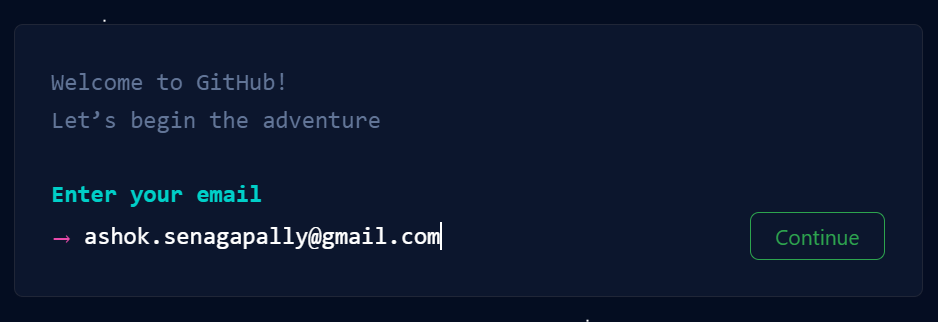 Welcome to GitHub!
Let’s begin the adventure
Enter your email
→ ashok.senagapally@gmail.com
Continue